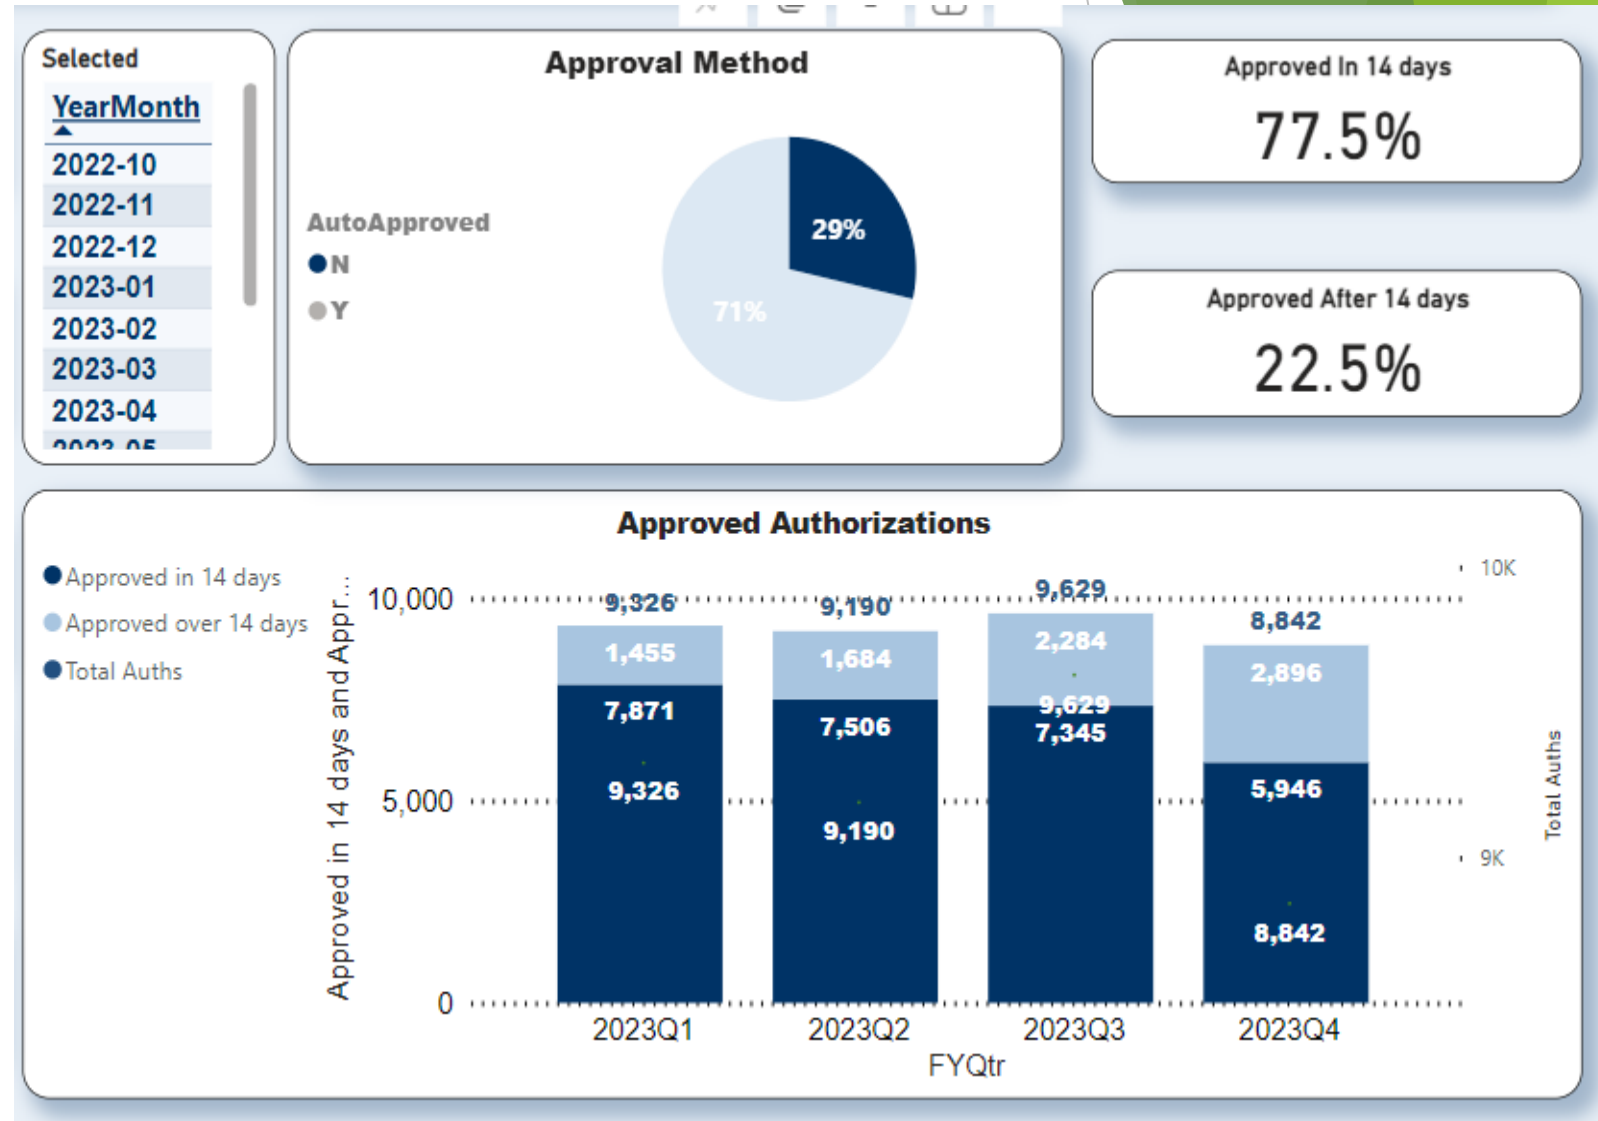 Selected
YearMonth
2022-10
2022-11
2022-12
2023-01
2023-02
2023-03
2023-04
2023-05
Approval Method
AutoApproved
N
Y
29%
71%
Approved In 14 days
77.5%
Approved After 14 days
22.5%
Approved Authorizations
Approved in 14 days
Approved over 14 days
Total Auths
Approved in 14 days and Appr...
10,000
5,000
0
9,326
1,455
7,871
9,326
9,190
1,684
7,506
9,190
9,629
2,284
9,629
7,345
8,842
2,896
5,946
8,842
10K
9K
Total Auths
2023Q1
2023Q2
2023Q3
2023Q4
FYQtr